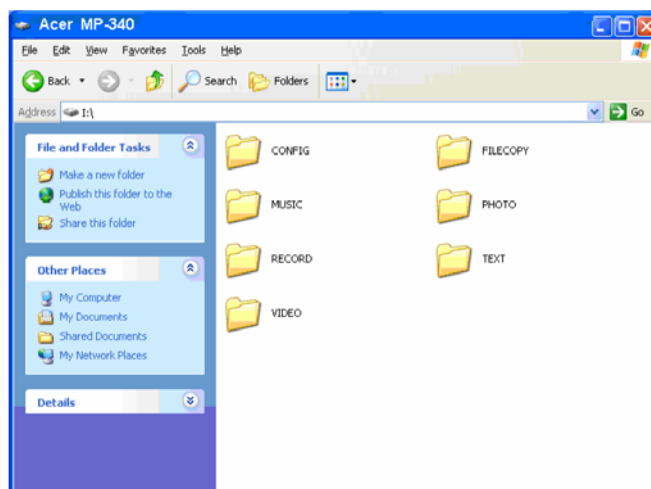 Acer MP-340
File Edit View Favorites Tools Help
Back Search Folders
Address I:\ Go
File and Folder Tasks
Make a new folder
Publish this folder to the
Web
Share this folder
Other Places
My Computer
My Documents
Shared Documents
My Network Places
Details
CONFIG FILECOPY
MUSIC PHOTO
RECORD TEXT
VIDEO